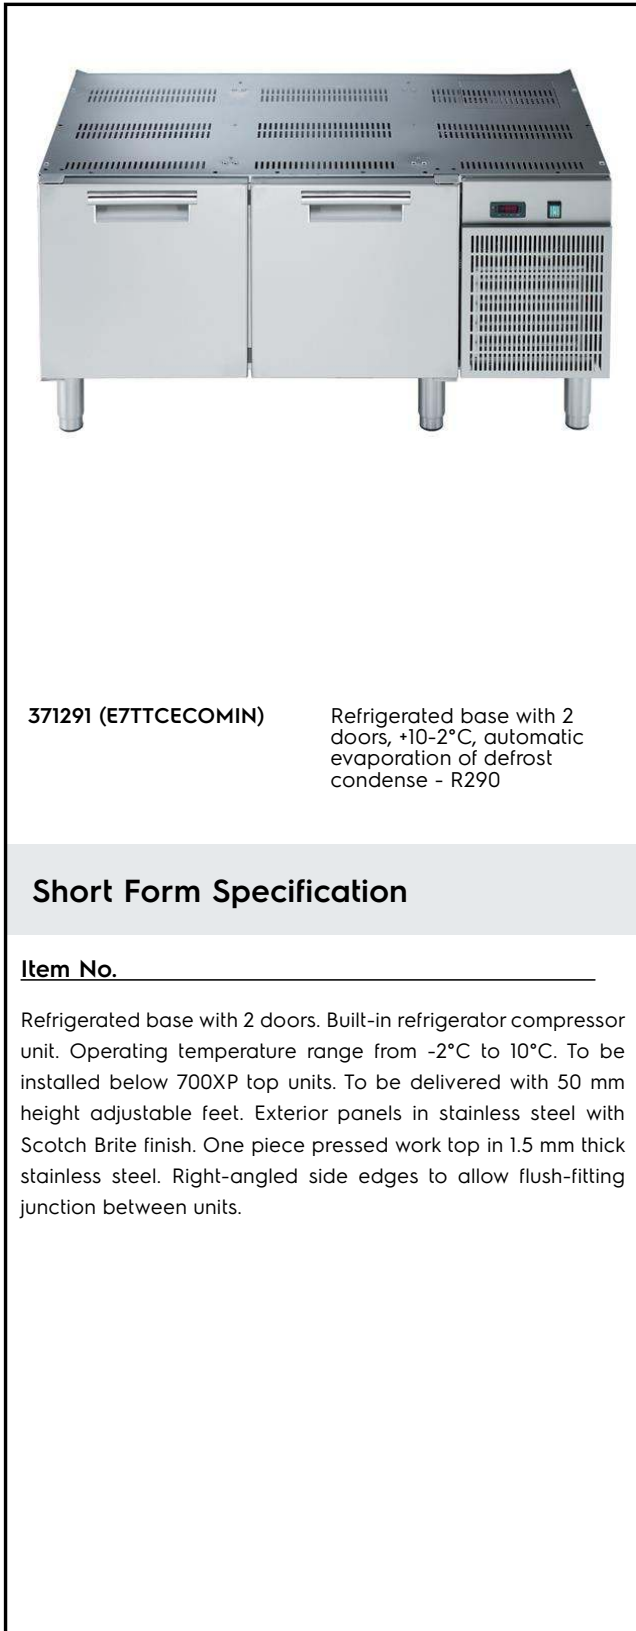 371291 (E7TTCECOMIN)
Refrigerated base with 2
doors, +10-2°C, automatic
evaporation of defrost
condense - R290
Short Form Specification
Item No.
Refrigerated base with 2 doors. Built-in refrigerator compressor
unit. Operating temperature range from -2°C to 10°C. To be
installed below 700XP top units. To be delivered with 50 mm
height adjustable feet. Exterior panels in stainless steel with
Scotch Brite finish. One piece pressed work top in 1.5 mm thick
stainless steel. Right-angled side edges to allow flush-fitting
junction between units.